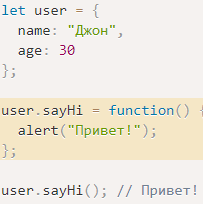 let user = {
  name: "Джон",
  age: 30
};

user.sayHi = function() {
  alert("Привет!");
};

user.sayHi(); // Привет!